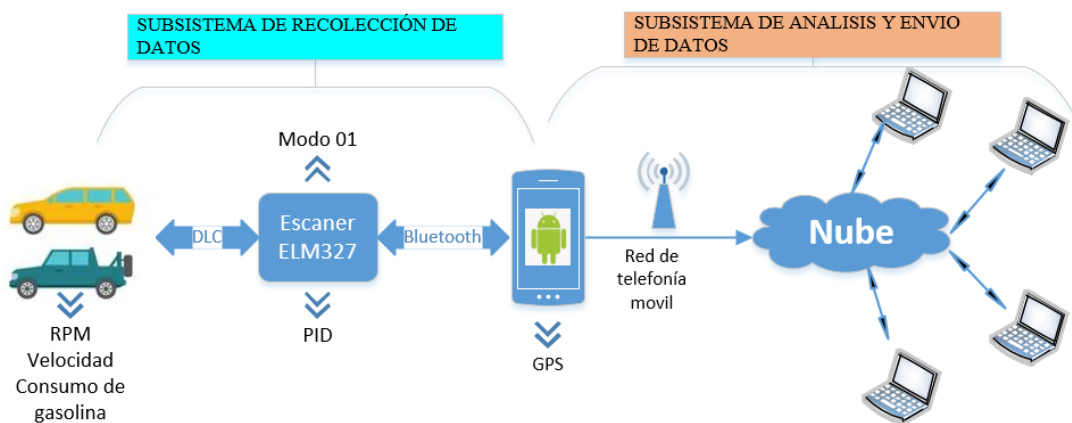 SUBSISTEMA DE RECOLECCIÓN DE
DATOS
SUBSISTEMA DE ANALISIS Y ENVIO
DE DATOS
Modo 01
DLC
Escaner
ELM327
Bluetooth
Nube
Red de
telefonía
movil
RPM
Velocidad
Consumo de
gasolina
PID
GPS